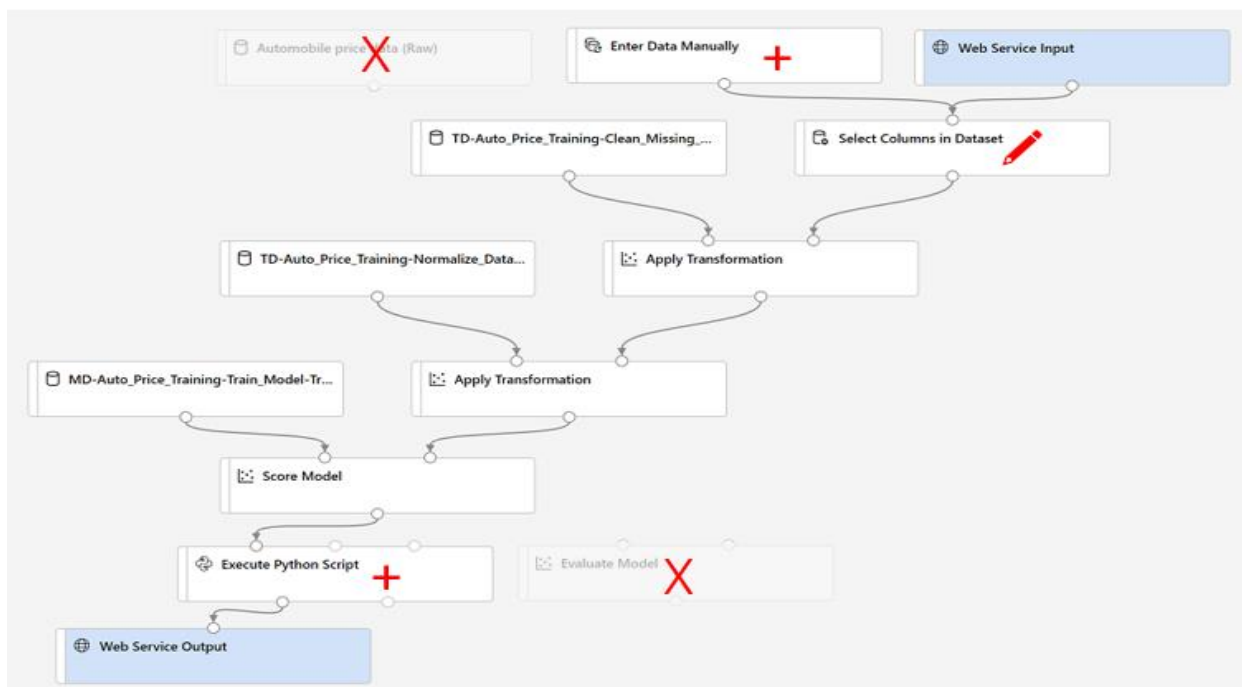 Automobile price data (Raw)
X
Enter Data Manually
+
Web Service Input
TD-Auto_Price_Training-Clean_Missing_...
Select Columns in Dataset
TD-Auto_Price_Training-Normalize_Data...
Apply Transformation
MD-Auto_Price_Training-Train_Model-Tr...
Apply Transformation
Score Model
Execute Python Script
+
Evaluate Model
X
Web Service Output